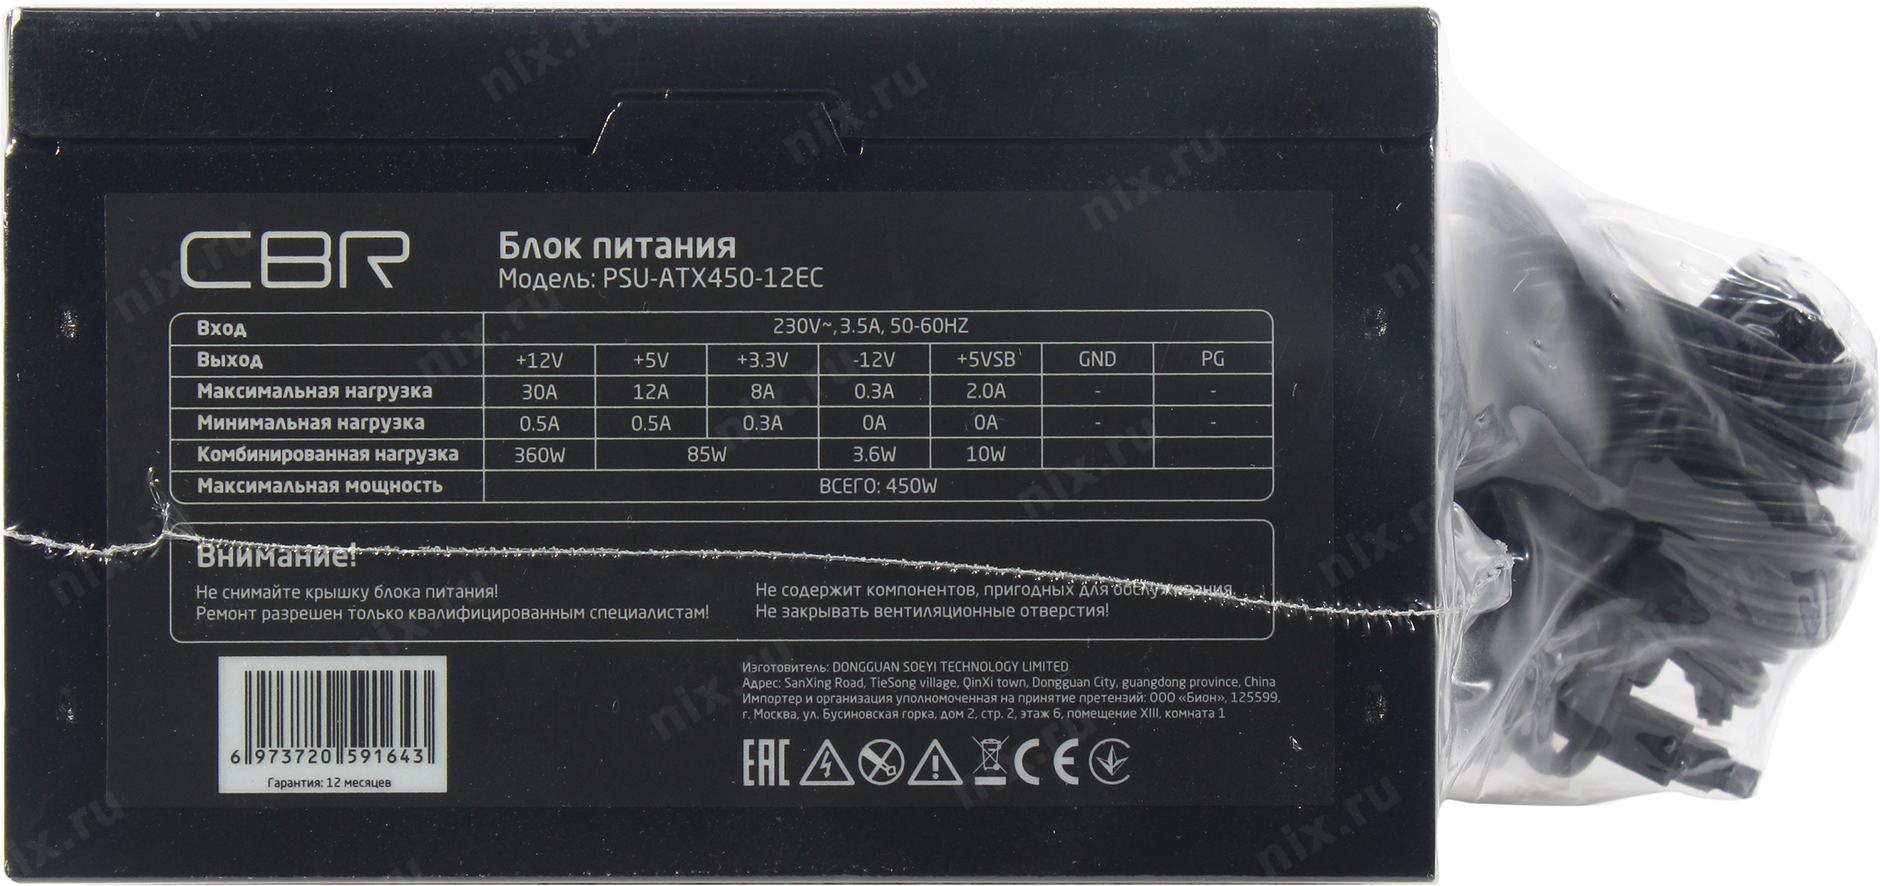 CBR
Блок питания
Модель: PSU-ATX450-12EC
Вход 230V~, 3.5A, 50-60HZ
Выход +12V +5V +3.3V -12V +5VSB GND PG
Максимальная нагрузка 30A 12A 8A 0.3A 2.0A - -
Минимальная нагрузка 0.5A 0.5A 0.3A 0A 0A - -
Комбинированная нагрузка 360W 85W 3.6W 10W
Максимальная мощность ВСЕГО: 450W
Внимание!
Не снимайте крышку блока питания!
Ремонт разрешен только квалифицированным специалистам!
Не содержит компонентов, пригодных для обслуживания.
Не закрывать вентиляционные отверстия!
6 973720 591643
Гарантия: 12 месяцев
Изготовитель: DONGGUAN SOEYI TECHNOLOGY LIMITED
Адрес: SanXing Road, TieSong village, QinXi town, Dongguan City, guangdong province, China
Импортер и организация уполномоченная на принятие претензий: ООО «Бион», 125599,
г. Москва, ул. Бусиновская горка, дом 2, стр. 2, этаж 6, помещение XIII, комната 1
EAC CE
nix.ru